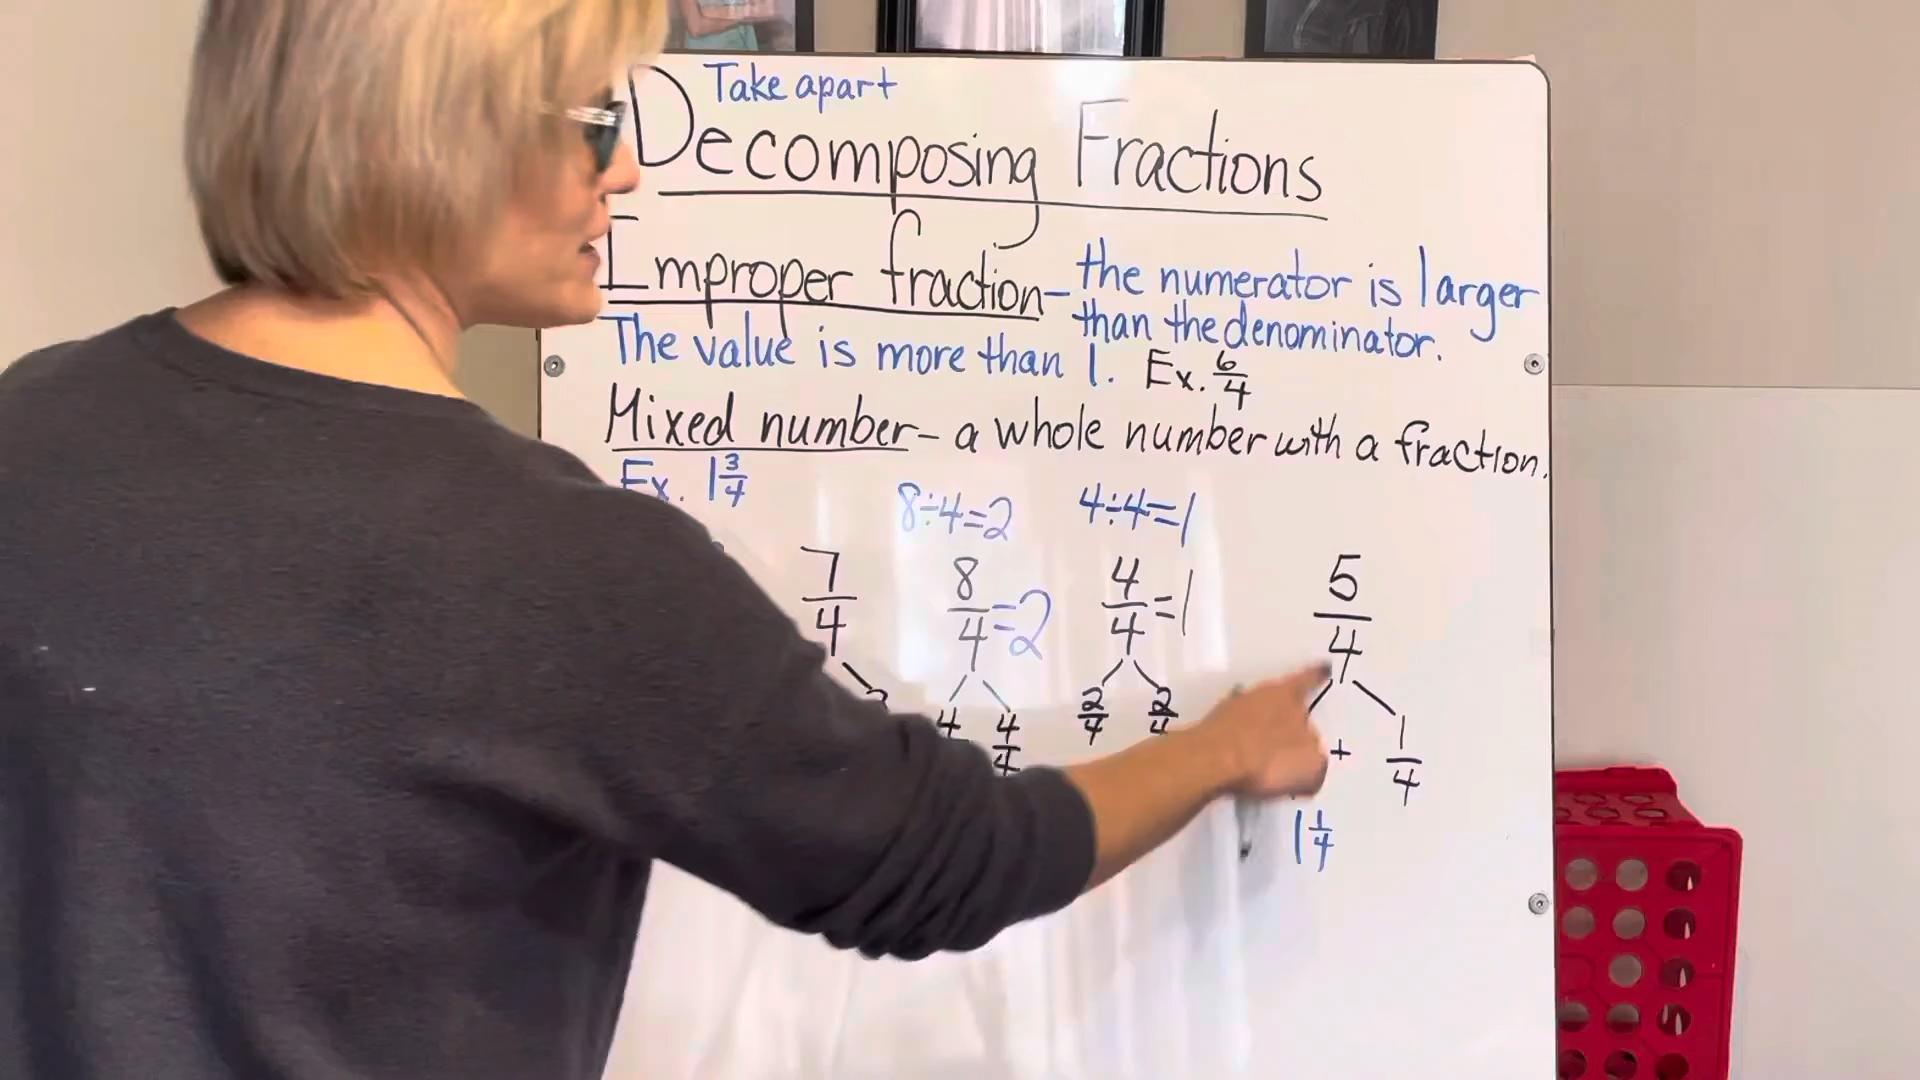 Take apart
Decomposing Fractions
Improper fraction- the numerator is larger
than the denominator.
The value is more than 1. Ex. 6/4
Mixed number- a whole number with a fraction.
Ex. 1 3/4
8÷4=2 4÷4=1
7/4 8/4=2 4/4=1 5/4
4 4/4 2/4 2/4 + 1/4
1 1/4